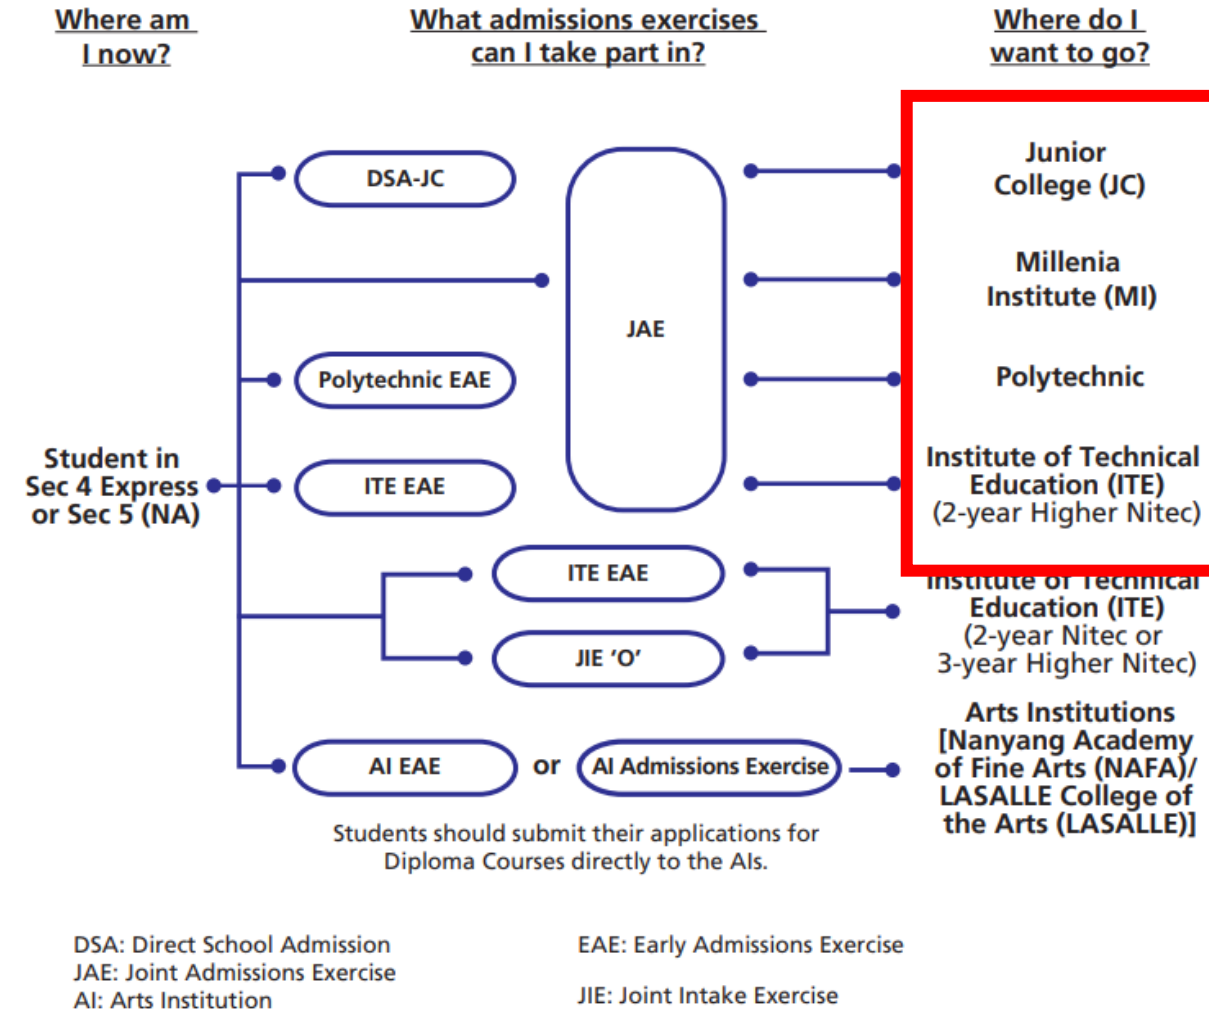 Where am
I now?
What admissions exercises
can I take part in?
Where do I
want to go?
DSA-JC
JAE
Polytechnic EAE
ITE EAE
Student in
Sec 4 Express
or Sec 5 (NA)
ITE EAE
JIE ‘O’
AI EAE
or
AI Admissions Exercise
Students should submit their applications for
Diploma Courses directly to the AIs.
Junior
College (JC)
Millenia
Institute (MI)
Polytechnic
Institute of Technical
Education (ITE)
(2-year Higher Nitec)
Institute of Technical
Education (ITE)
(2-year Nitec or
3-year Higher Nitec)
Arts Institutions
[Nanyang Academy
of Fine Arts (NAFA)/
LASALLE College of
the Arts (LASALLE)]
DSA: Direct School Admission
JAE: Joint Admissions Exercise
AI: Arts Institution
EAE: Early Admissions Exercise
JIE: Joint Intake Exercise